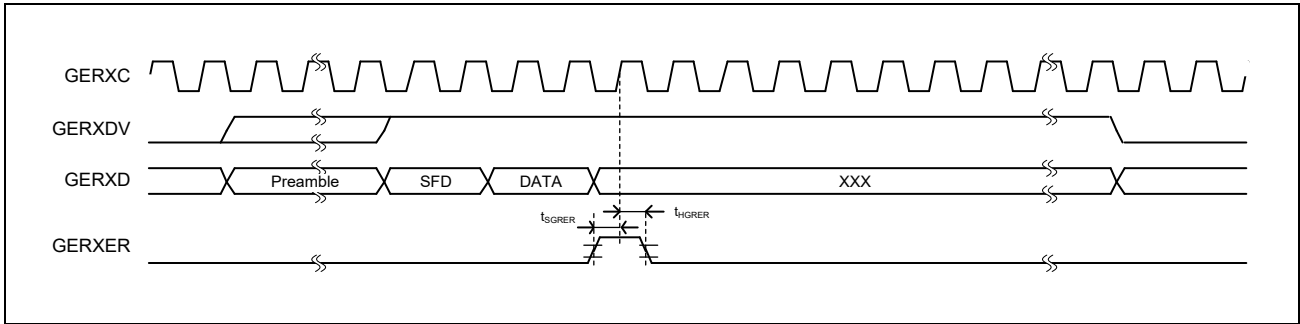 GERXC
GERXDV
GERXD Preamble SFD DATA XXX
tSGRER tHGRER
GERXER